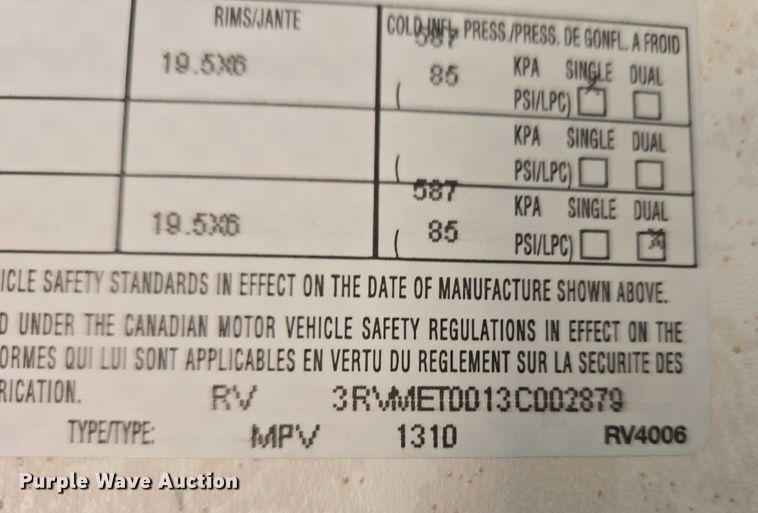 RIMS/JANTE COLD INFL. PRESS./PRESS. DE GONFL. A FROID
587
19.5X6 85 KPA SINGLE DUAL
( PSI/LPC) X
KPA SINGLE DUAL
( PSI/LPC)
587
19.5X6 85 KPA SINGLE DUAL
( PSI/LPC) X
ICLE SAFETY STANDARDS IN EFFECT ON THE DATE OF MANUFACTURE SHOWN ABOVE.
D UNDER THE CANADIAN MOTOR VEHICLE SAFETY REGULATIONS IN EFFECT ON THE
ORMES QUI LUI SONT APPLICABLES EN VERTU DU REGLEMENT SUR LA SECURITE DES
RICATION. RV 3RVMET0013C002879
TYPE/TYPE: MPV 1310 RV4006
Purple Wave Auction